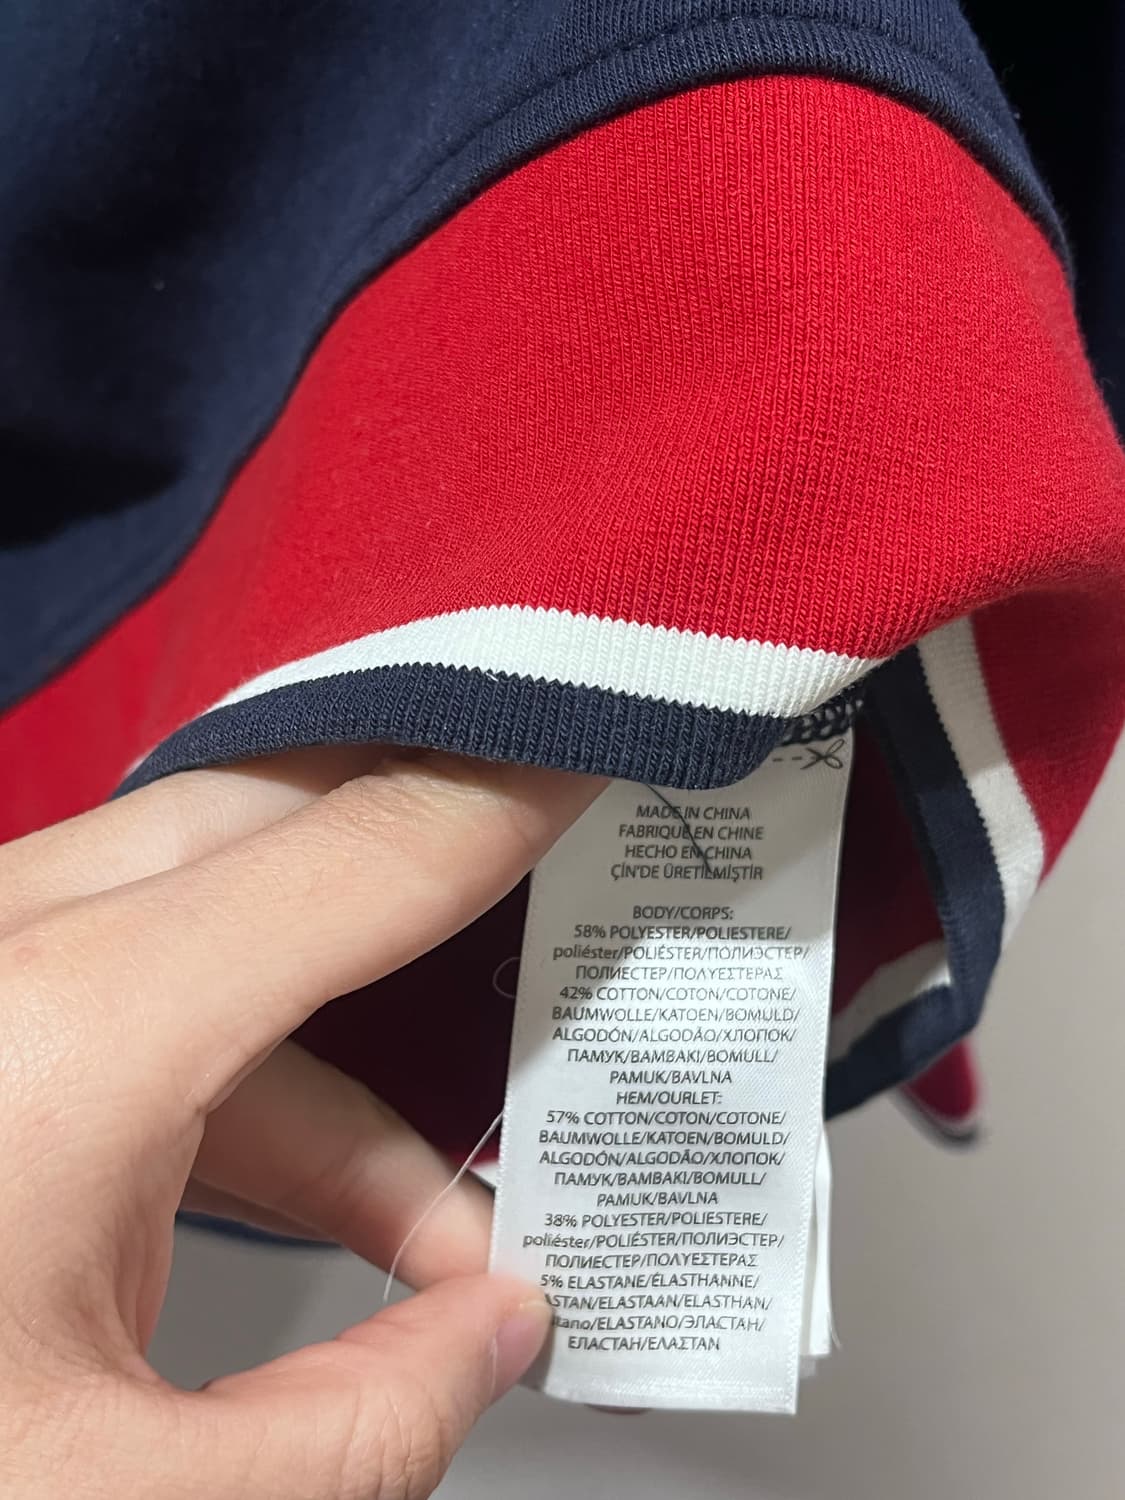 MADE IN CHINA
FABRIQUÉ EN CHINE
HECHO EN CHINA
ÇİN'DE ÜRETİLMİŞTİR
BODY/CORPS:
58% POLYESTER/POLIESTERE/
poliéster/POLIÉSTER/ПОЛИЭСТЕР/
ПОЛИЕСТЕР/ΠΟΛΥΕΣΤΕΡΑΣ
42% COTTON/COTON/COTONE/
BAUMWOLLE/KATOEN/BOMULD/
ALGODÓN/ALGODÃO/ХЛОПОК/
ПАМУК/ΒΑΜΒΑΚΙ/BOMULL/
PAMUK/BAVLNA
HEM/OURLET:
57% COTTON/COTON/COTONE/
BAUMWOLLE/KATOEN/BOMULD/
ALGODÓN/ALGODÃO/ХЛОПОК/
ПАМУК/ΒΑΜΒΑΚΙ/BOMULL/
PAMUK/BAVLNA
38% POLYESTER/POLIESTERE/
poliéster/POLIÉSTER/ПОЛИЭСТЕР/
ПОЛИЕСТЕР/ΠΟΛΥΕΣΤΕΡΑΣ
5% ELASTANE/ÉLASTHANNE/
ELASTAAN/ELASTHAN/
ELASTANO/ЭЛАСТАН/
ЕЛАСТАН/ΕΛΑΣΤΑΝ